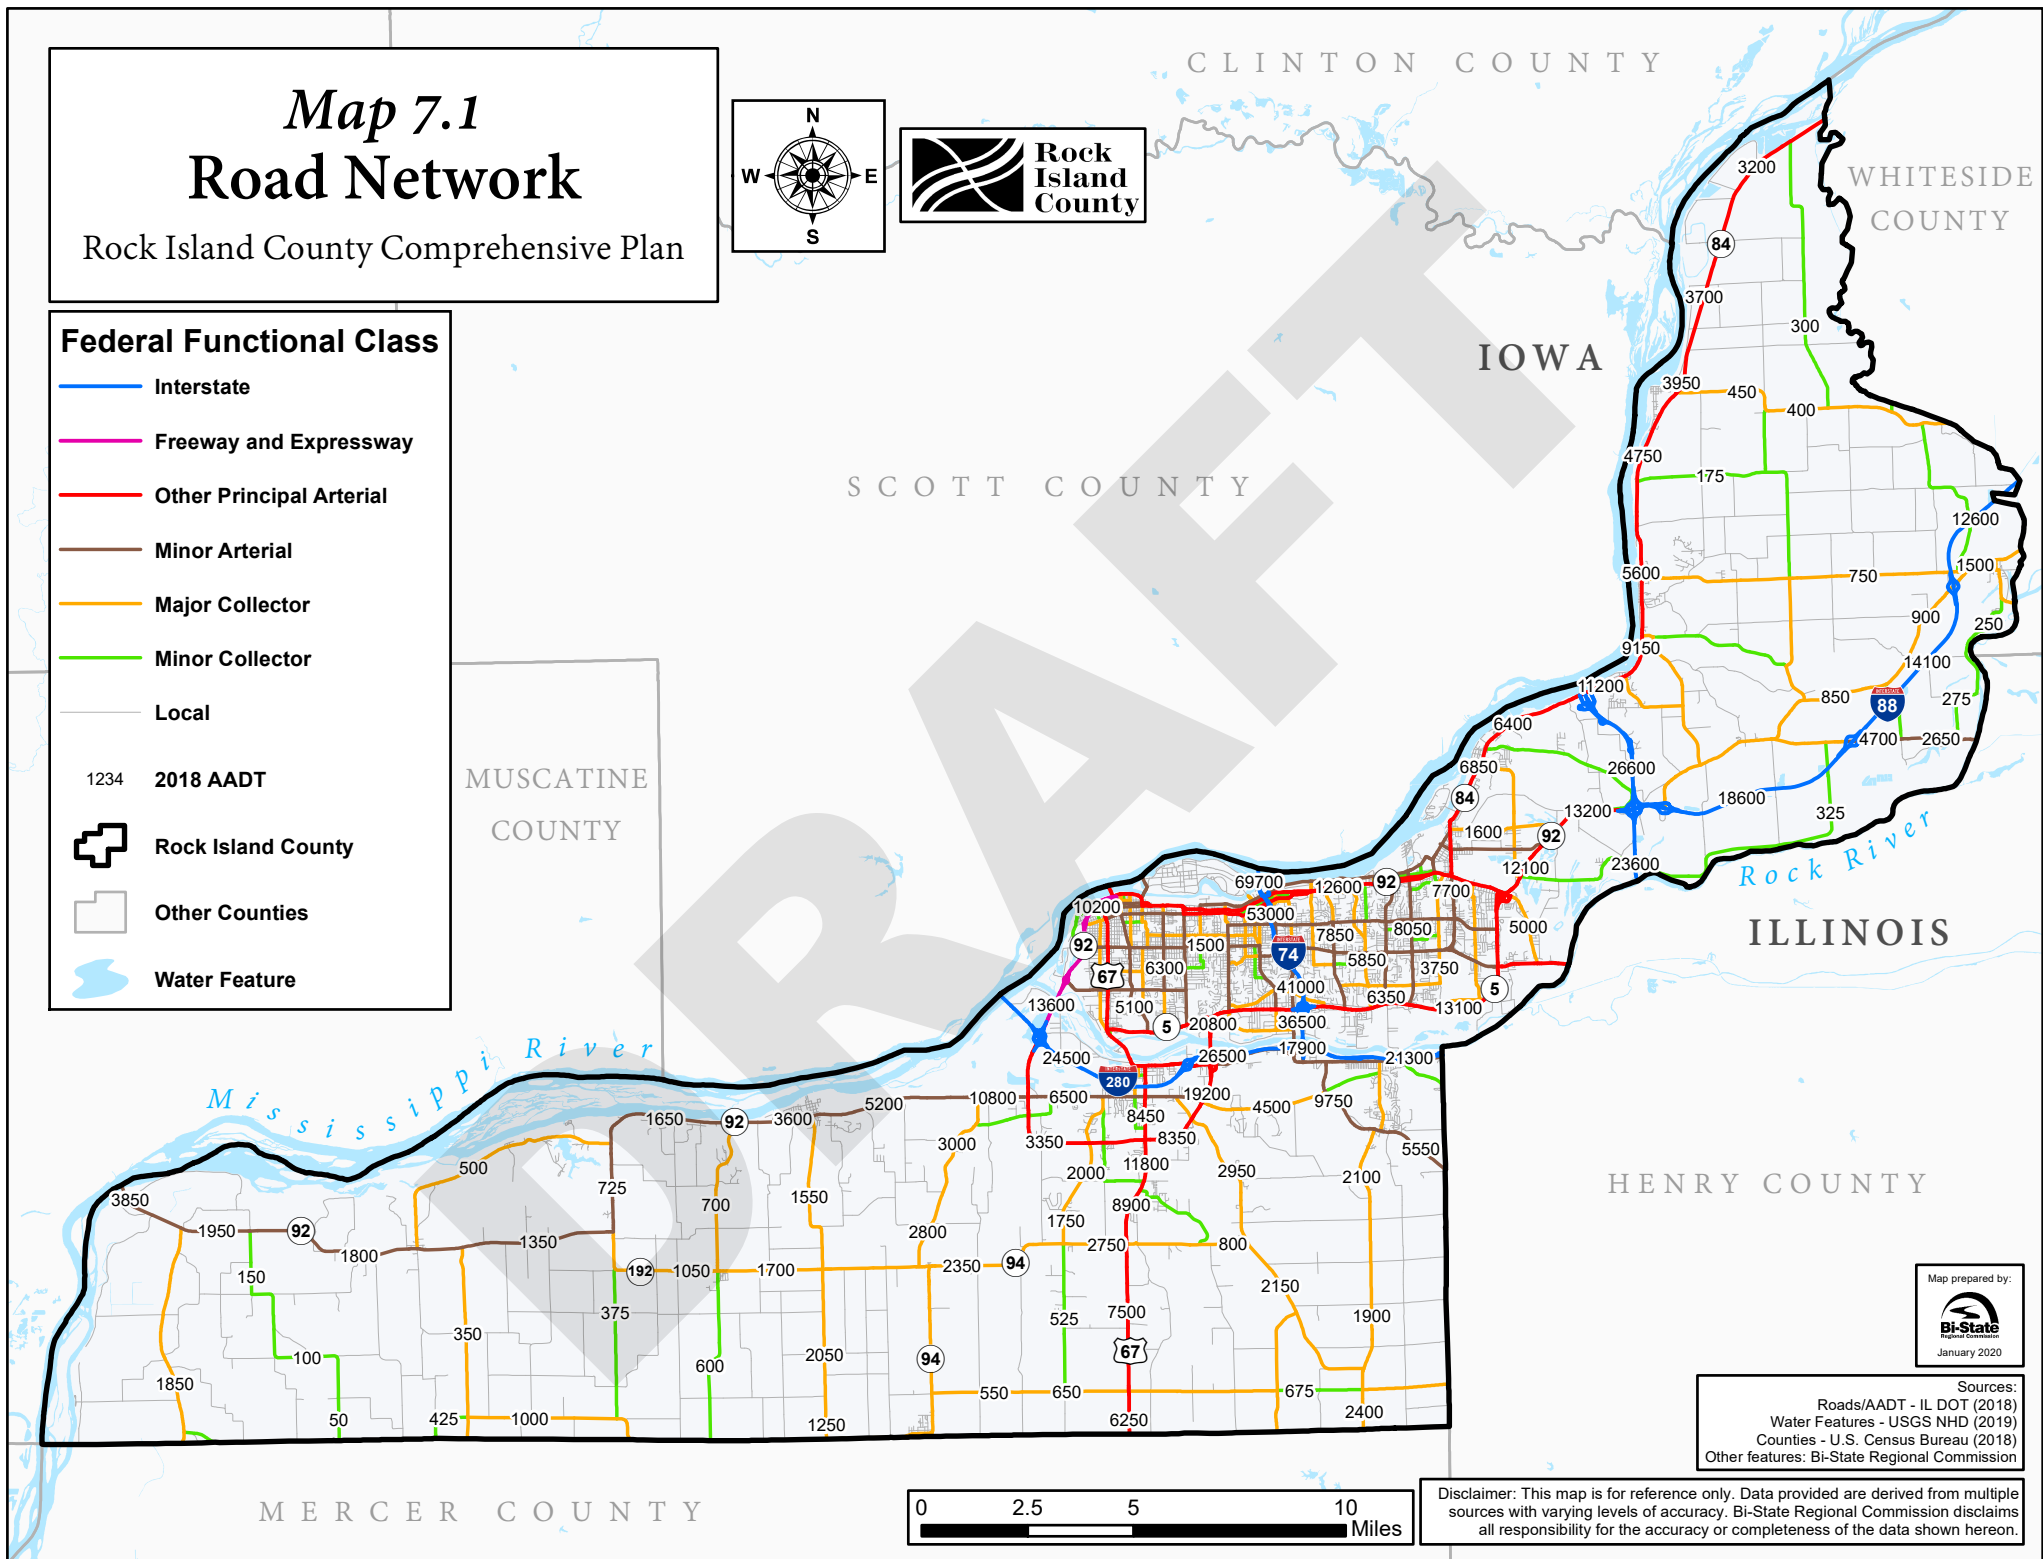 Map 7.1
Road Network
Rock Island County Comprehensive Plan
N
W E
S
Rock
Island
County
Federal Functional Class
Interstate
Freeway and Expressway
Other Principal Arterial
Minor Arterial
Major Collector
Minor Collector
Local
1234 2018 AADT
Rock Island County
Other Counties
Water Feature
CLINTON COUNTY
WHITESIDE
COUNTY
IOWA
SCOTT COUNTY
MUSCATINE
COUNTY
ILLINOIS
HENRY COUNTY
MERCER COUNTY
Mississippi River
Rock River
DRAFT
3200
84
3700
300
3950
450
400
4750
175
12600
5600
750
1500
900
250
9150
14100
11200
850
INTERSTATE
88
275
6400
4700
2650
6850
26600
84
18600
13200
325
1600
92
12100
23600
69700
12600
92
7700
10200
53000
5000
92
1500
7850
8050
INTERSTATE
74
67
6300
5850
3750
41000
5
13600
5100
6350
13100
5
20800
36500
24500
26500
17900
21300
INTERSTATE
280
5200
10800
6500
19200
4500
9750
1650
92
3600
8450
3000
3350
8350
5550
500
2000
11800
2950
2100
725
3850
1550
700
8900
1950
92
1750
2800
1350
1800
2750
800
192
1050
1700
2350
94
150
2150
375
525
7500
1900
350
100
600
2050
94
67
1850
550
650
675
50
425
1000
1250
6250
2400
Map prepared by:
Bi-State
Regional Commission
January 2020
Sources:
Roads/AADT - IL DOT (2018)
Water Features - USGS NHD (2019)
Counties - U.S. Census Bureau (2018)
Other features: Bi-State Regional Commission
0 2.5 5 10
Miles
Disclaimer: This map is for reference only. Data provided are derived from multiple
sources with varying levels of accuracy. Bi-State Regional Commission disclaims
all responsibility for the accuracy or completeness of the data shown hereon.